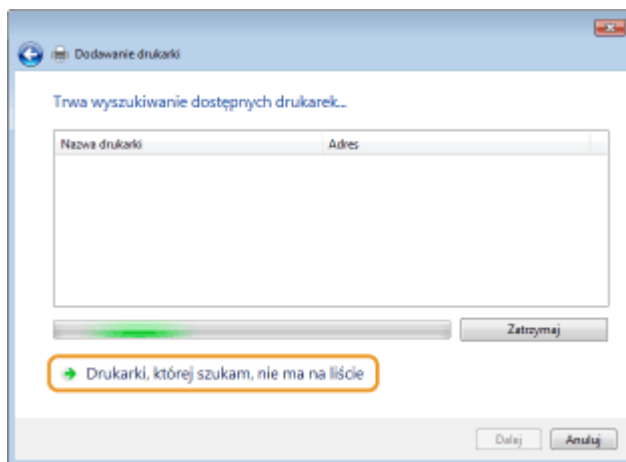 Dodawanie drukarki
Trwa wyszukiwanie dostępnych drukarek...
Nazwa drukarki Adres
Zatrzymaj
Drukarki, której szukam, nie ma na liście
Dalej Anuluj